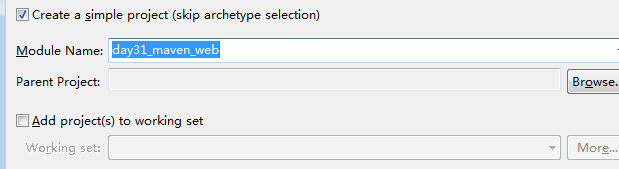 Create a simple project (skip archetype selection)
Module Name: day31_maven_web
Parent Project: Browse...
Add project(s) to working set
Working set: More...